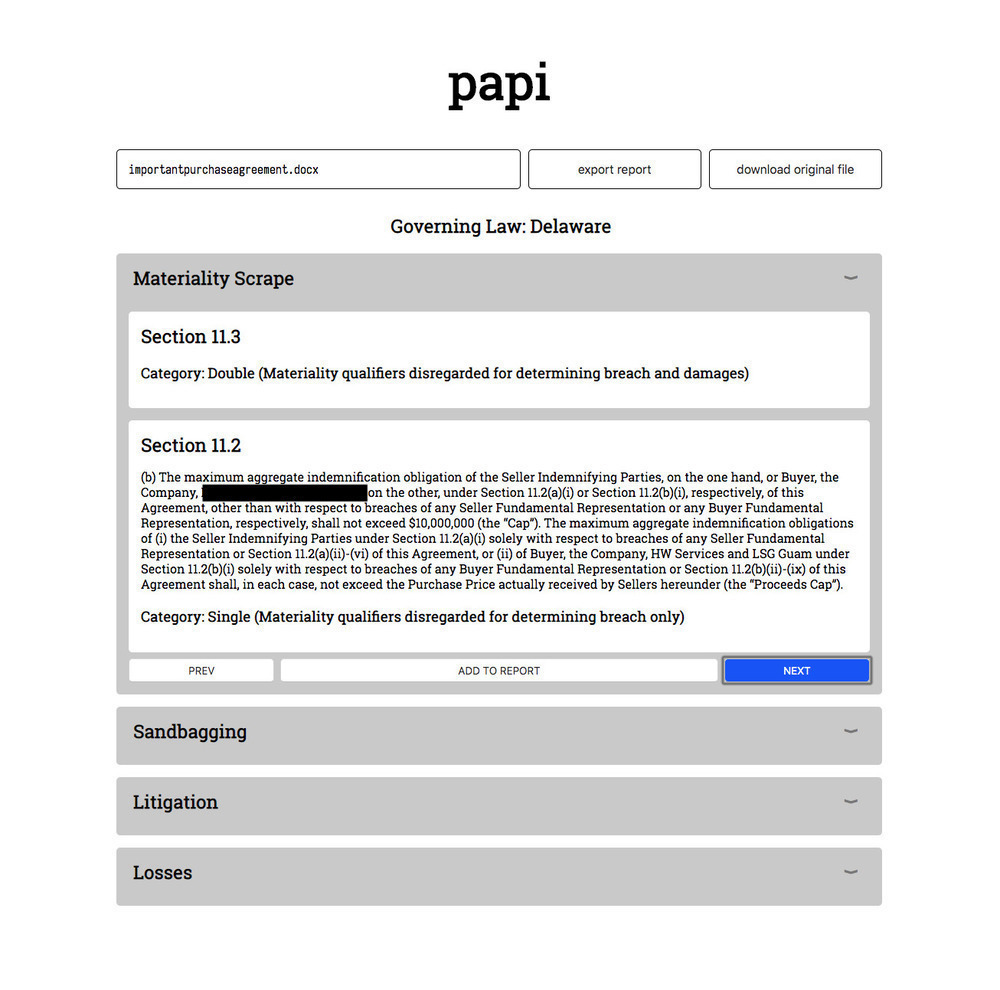 papi
importantpurchaseagreement.docx
export report
download original file
Governing Law: Delaware
Materiality Scrape
Section 11.3
Category: Double (Materiality qualifiers disregarded for determining breach and damages)
Section 11.2
(b) The maximum aggregate indemnification obligation of the Seller Indemnifying Parties, on the one hand, or Buyer, the
Company, on the other, under Section 11.2(a)(i) or Section 11.2(b)(i), respectively, of this
Agreement, other than with respect to breaches of any Seller Fundamental Representation or any Buyer Fundamental
Representation, respectively, shall not exceed $10,000,000 (the “Cap”). The maximum aggregate indemnification obligations
of (i) the Seller Indemnifying Parties under Section 11.2(a)(i) solely with respect to breaches of any Seller Fundamental
Representation or Section 11.2(a)(ii)-(vi) of this Agreement, or (ii) of Buyer, the Company, HW Services and LSG Guam under
Section 11.2(b)(i) solely with respect to breaches of any Buyer Fundamental Representation or Section 11.2(b)(ii)-(ix) of this
Agreement shall, in each case, not exceed the Purchase Price actually received by Sellers hereunder (the “Proceeds Cap”).
Category: Single (Materiality qualifiers disregarded for determining breach only)
PREV
ADD TO REPORT
NEXT
Sandbagging
Litigation
Losses